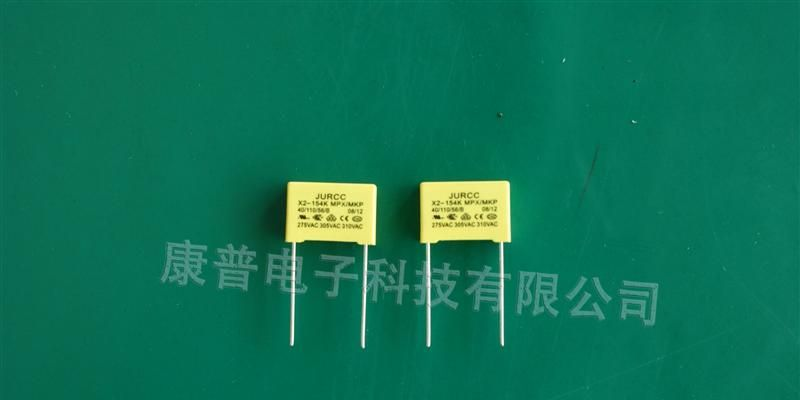 JURCC
X2-154K MPX/MKP
40/110/56/B 08/12
275VAC 305VAC 310VAC
JURCC
X2-154K MPX/MKP
40/110/56/B 08/12
275VAC 305VAC 310VAC
康普电子科技有限公司